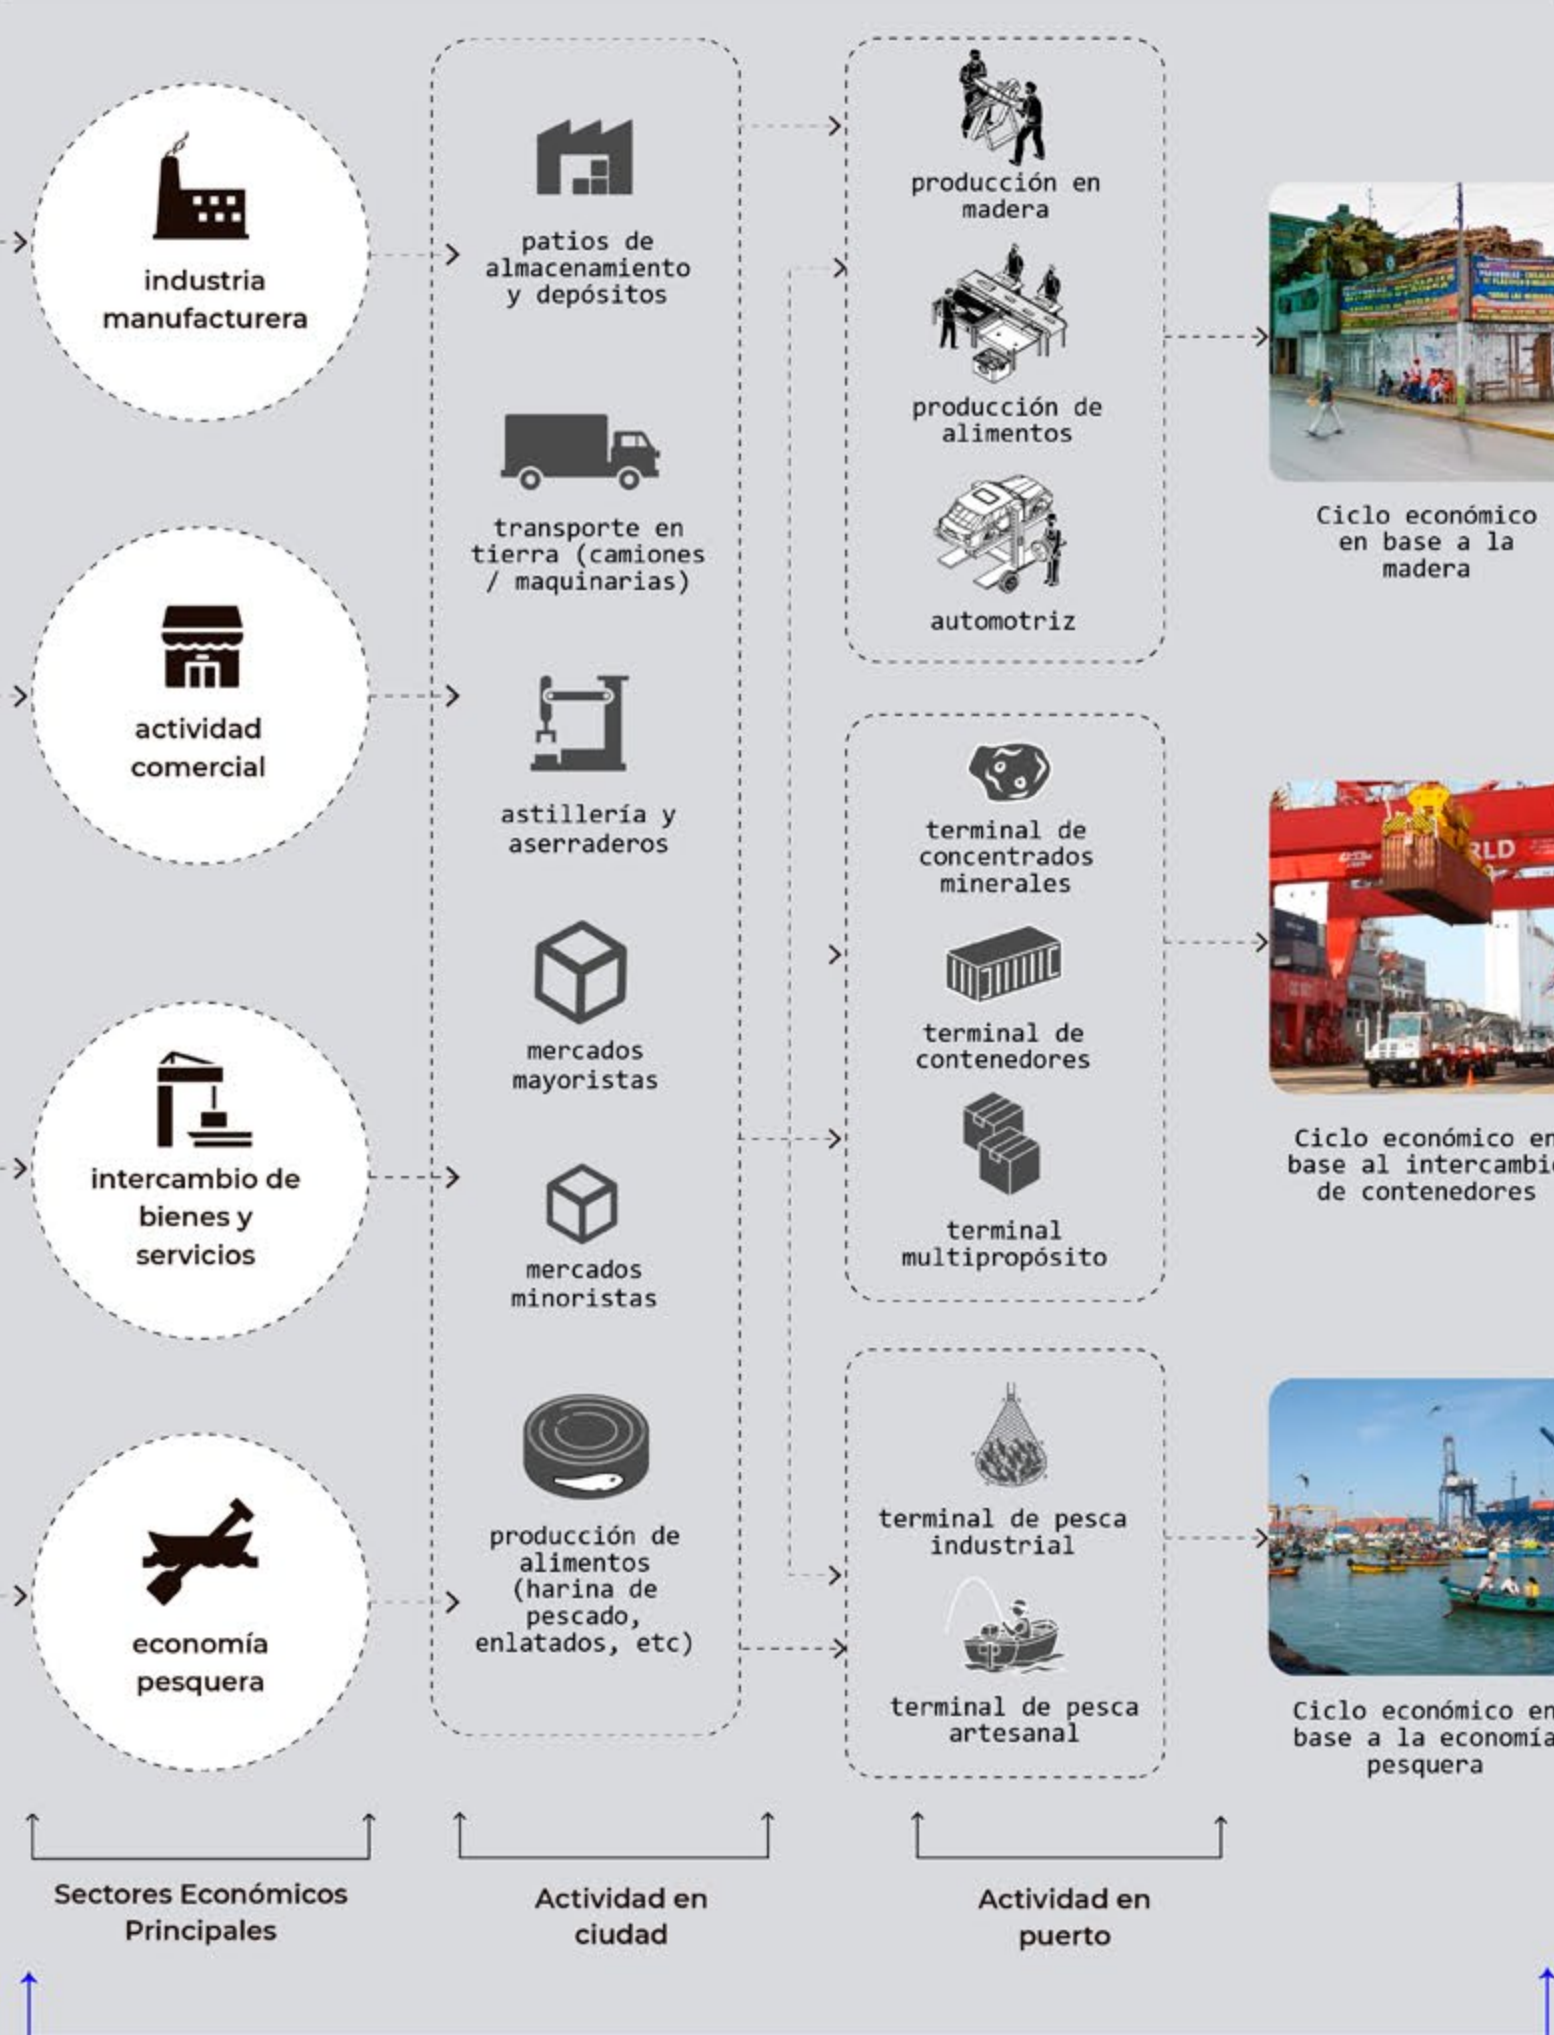 industria
manufacturera
actividad
comercial
intercambio de
bienes y
servicios
economía
pesquera
Sectores Económicos
Principales
patios de
almacenamiento
y depósitos
transporte en
tierra (camiones
/ maquinarias)
astillería y
aserraderos
mercados
mayoristas
mercados
minoristas
producción de
alimentos
(harina de
pescado,
enlatados, etc)
Actividad en
ciudad
producción en
madera
producción de
alimentos
automotriz
terminal de
concentrados
minerales
terminal de
contenedores
terminal
multipropósito
terminal de pesca
industrial
terminal de pesca
artesanal
Actividad en
puerto
Ciclo económico
en base a la
madera
RLD
Ciclo económico en
base al intercambio
de contenedores
Ciclo económico en
base a la economía
pesquera